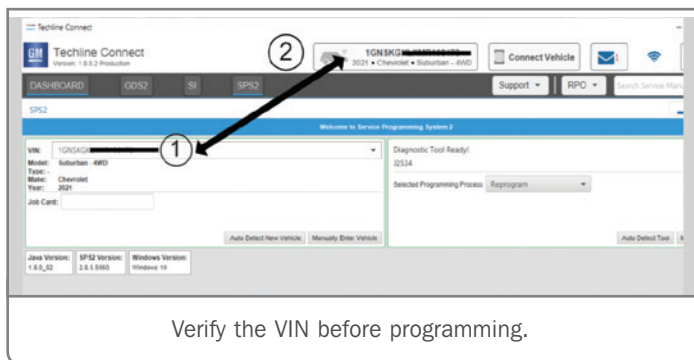 Techline Connect
GM Techline Connect
Version: 1.8.0.2 Production
2
2021 • Chevrolet • Suburban - 4WD
Connect Vehicle
1
DASHBOARD GDS2 SI SPS2
Support RPO Search Service
SPS2
Welcome to Service Programming System 2
1
VIN:
Model: Suburban - 4WD
Type: -
Make: Chevrolet
Year: 2021
Job Card:
Auto Detect New Vehicle Manually Enter Vehicle
Diagnostic Tool Ready!
J2534
Selected Programming Process Reprogram
Auto Detect Tool
Java Version: SPS2 Version: Windows Version:
1.8.0_52 2.0.5.5060 Windows 10
Verify the VIN before programming.